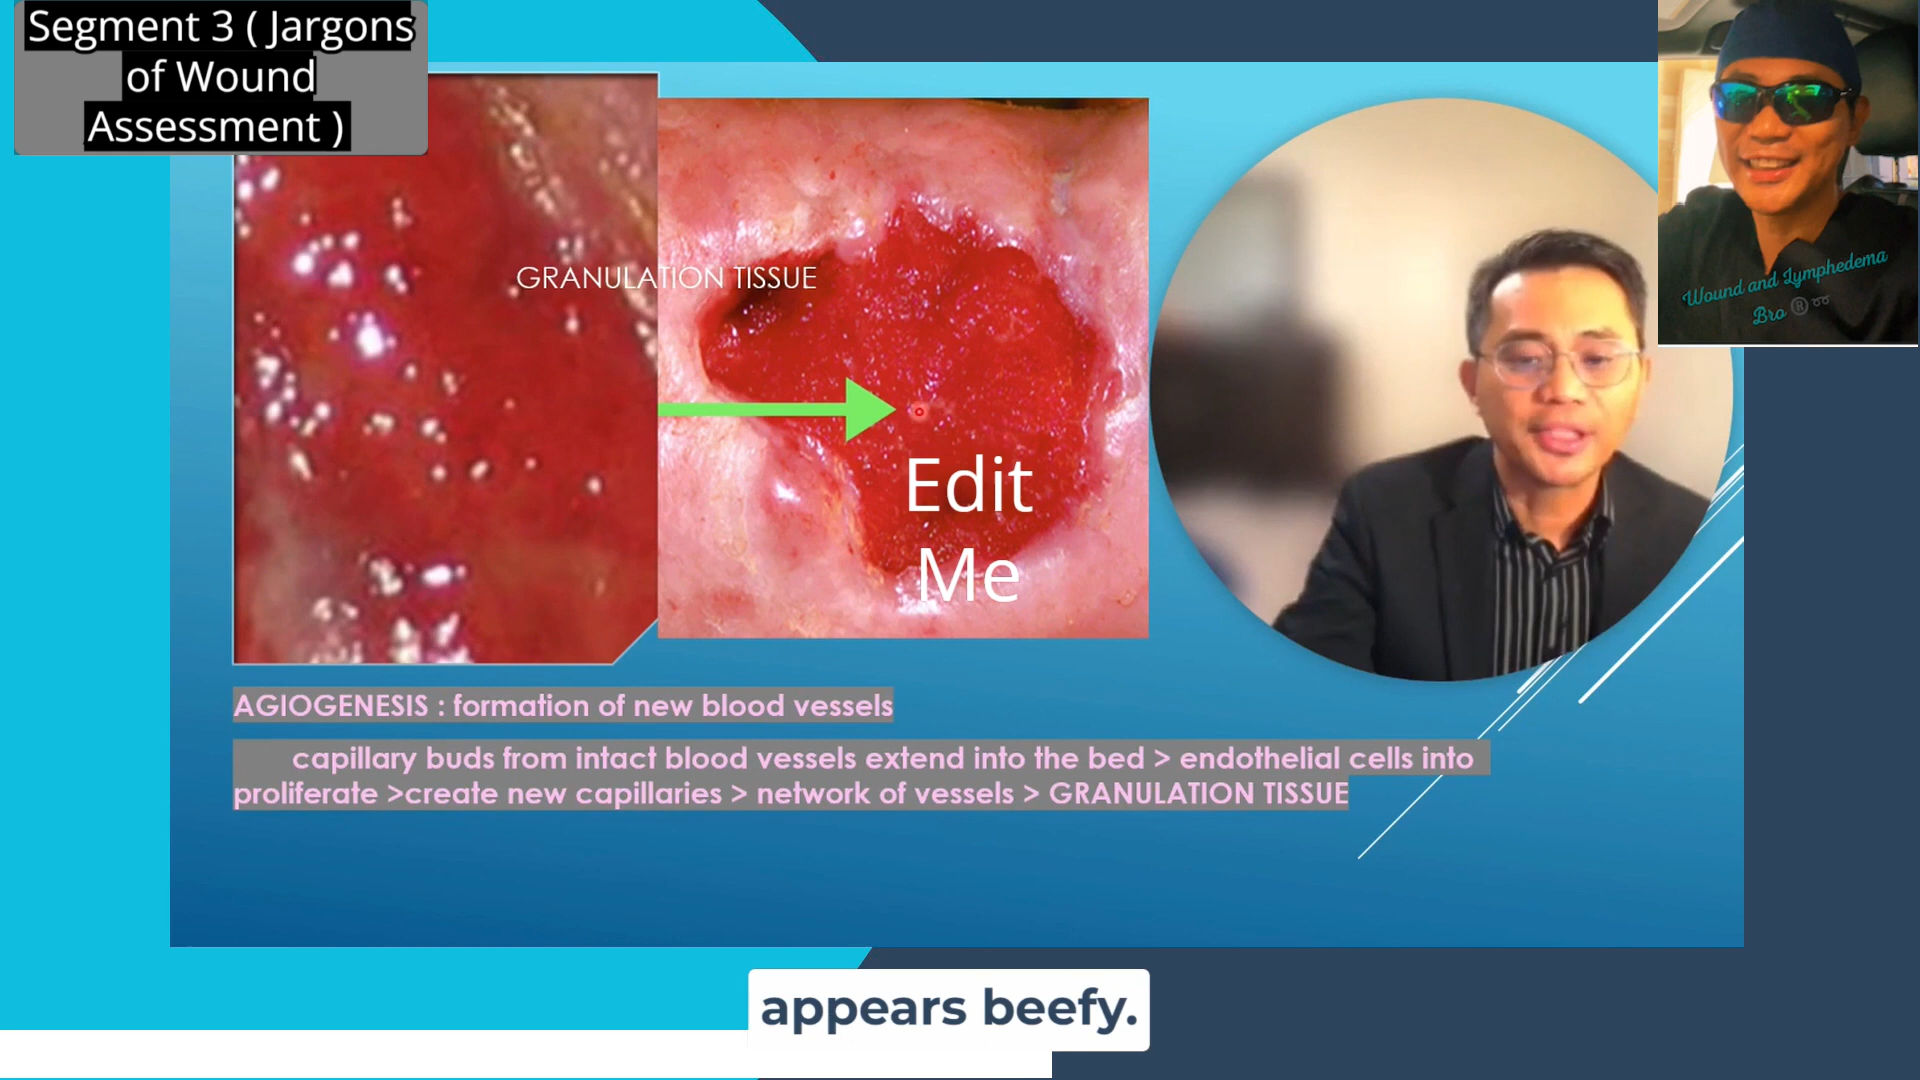 Segment 3 ( Jargons
of Wound
Assessment )
GRANULATION TISSUE
Edit
Me
Wound and Lymphedema
Bro ®
AGIOGENESIS : formation of new blood vessels
capillary buds from intact blood vessels extend into the bed > endothelial cells into
proliferate >create new capillaries > network of vessels > GRANULATION TISSUE
appears beefy.